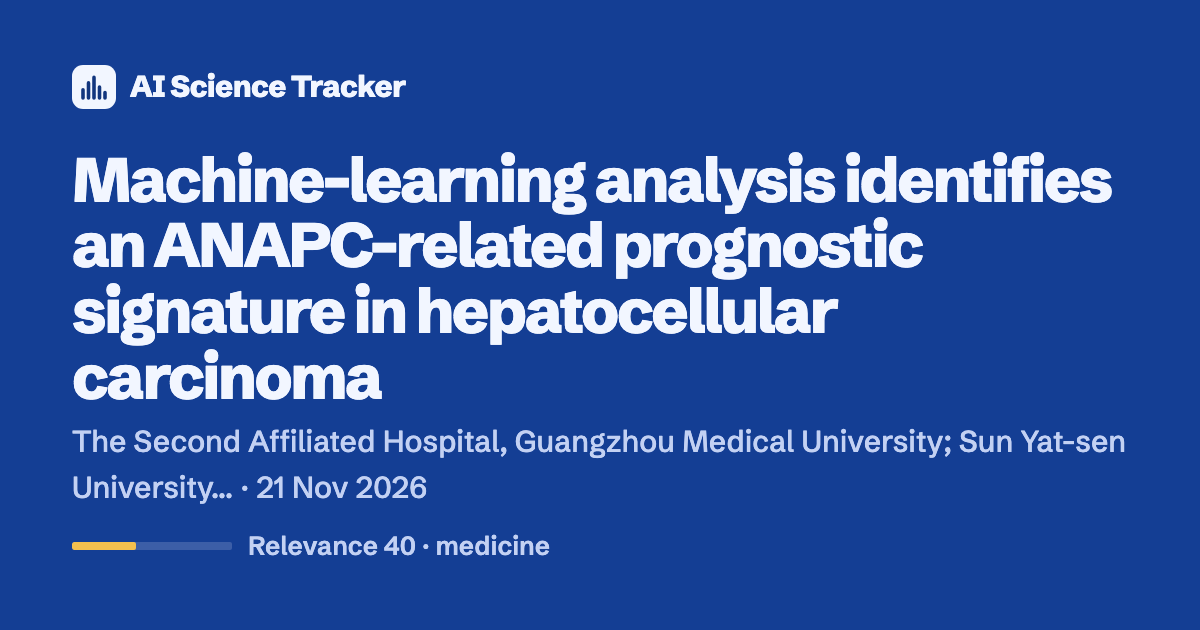 AI Science Tracker
Machine-learning analysis identifies
an ANAPC-related prognostic
signature in hepatocellular
carcinoma
The Second Affiliated Hospital, Guangzhou Medical University; Sun Yat-sen
University... · 21 Nov 2026
Relevance 40 · medicine